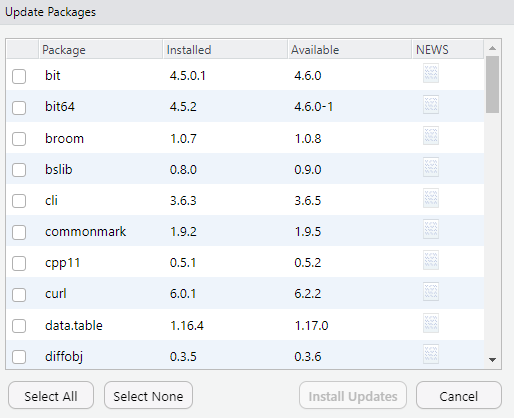 Update Packages
Package Installed Available NEWS
bit 4.5.0.1 4.6.0
bit64 4.5.2 4.6.0-1
broom 1.0.7 1.0.8
bslib 0.8.0 0.9.0
cli 3.6.3 3.6.5
commonmark 1.9.2 1.9.5
cpp11 0.5.1 0.5.2
curl 6.0.1 6.2.2
data.table 1.16.4 1.17.0
diffobj 0.3.5 0.3.6
Select All Select None Install Updates Cancel